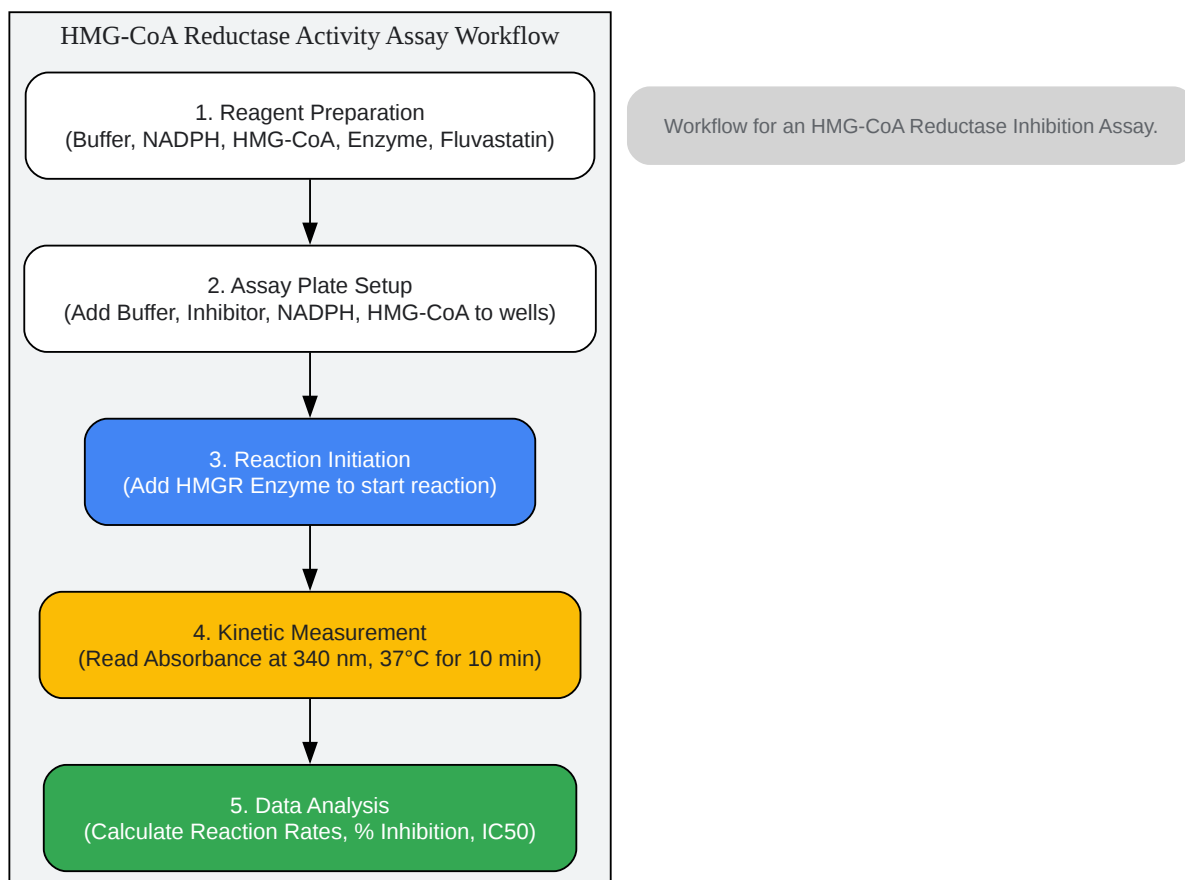 HMG-CoA Reductase Activity Assay Workflow
1. Reagent Preparation
(Buffer, NADPH, HMG-CoA, Enzyme, Fluvastatin)
Workflow for an HMG-CoA Reductase Inhibition Assay.
2. Assay Plate Setup
(Add Buffer, Inhibitor, NADPH, HMG-CoA to wells)
3. Reaction Initiation
(Add HMGR Enzyme to start reaction)
4. Kinetic Measurement
(Read Absorbance at 340 nm, 37°C for 10 min)
5. Data Analysis
(Calculate Reaction Rates, % Inhibition, IC50)